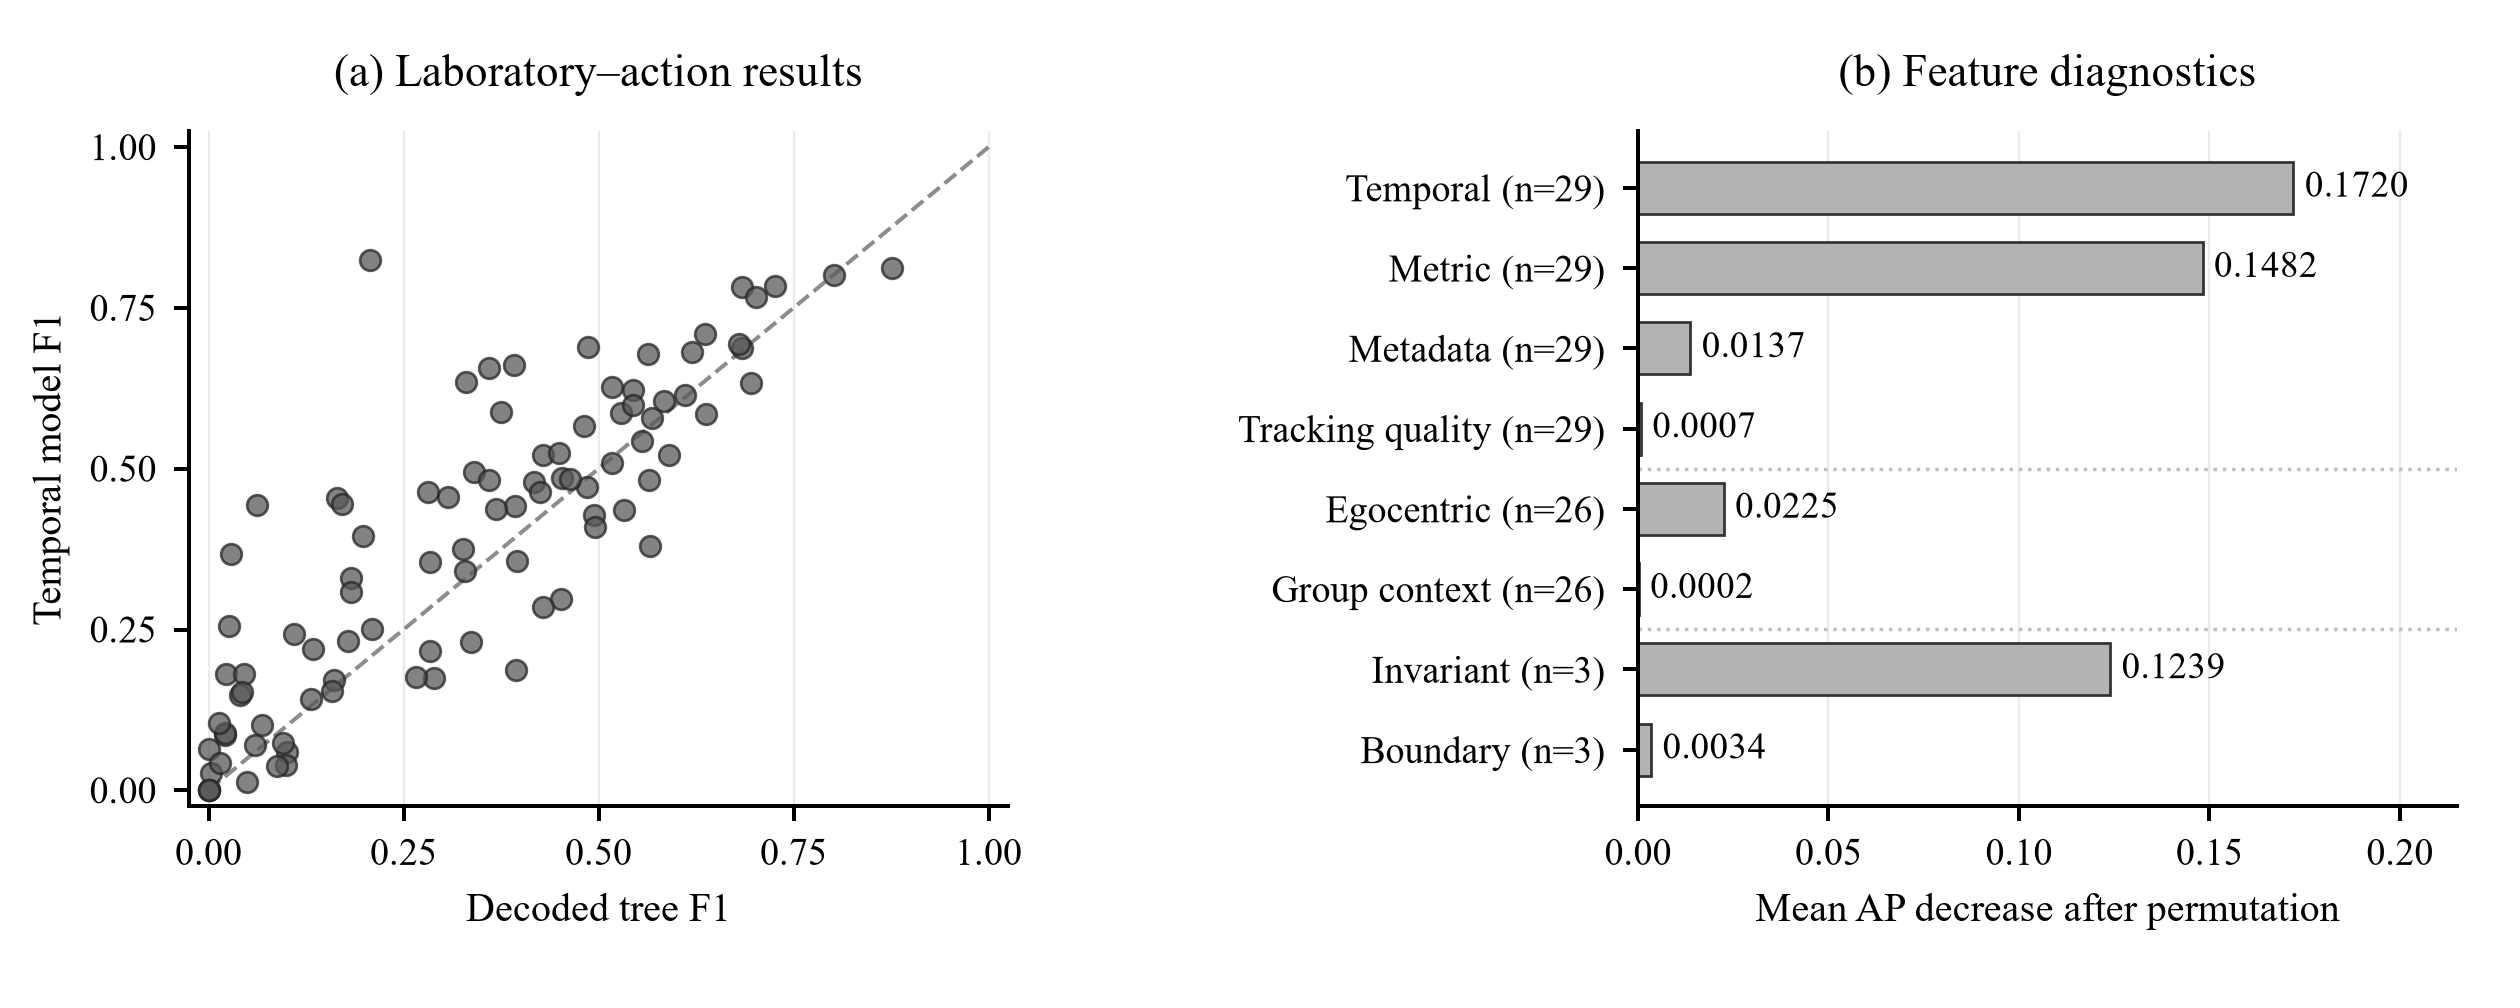 (a) Laboratory–action results
Temporal model F1
1.00
0.75
0.50
0.25
0.00
0.00 0.25 0.50 0.75 1.00
Decoded tree F1
(b) Feature diagnostics
Temporal (n=29) 0.1720
Metric (n=29) 0.1482
Metadata (n=29) 0.0137
Tracking quality (n=29) 0.0007
Egocentric (n=26) 0.0225
Group context (n=26) 0.0002
Invariant (n=3) 0.1239
Boundary (n=3) 0.0034
0.00 0.05 0.10 0.15 0.20
Mean AP decrease after permutation